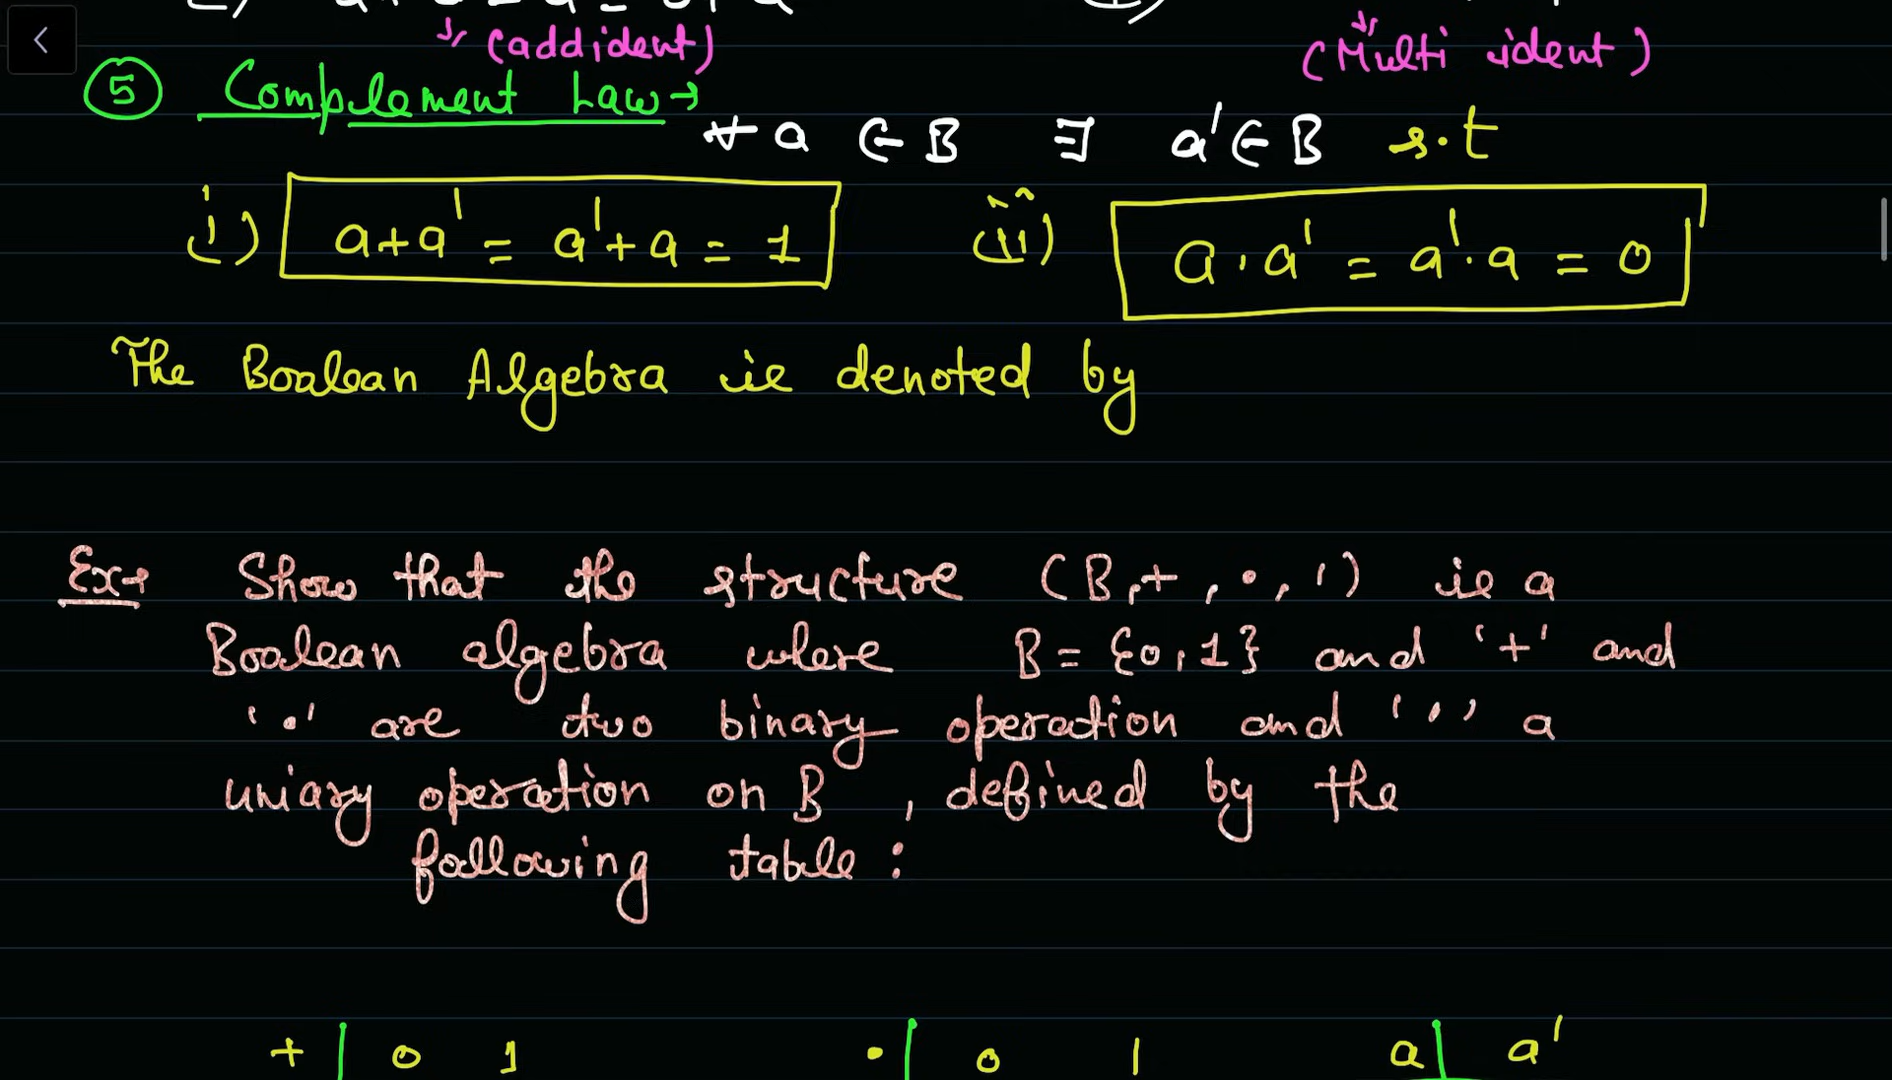 (addident)
(Multi ident)
⑤ Complement Law →
∀ a ∈ B ∃ a' ∈ B s.t
i) a+a' = a'+a = 1
(ii) a.a' = a'.a = 0
The Boolean Algebra is denoted by
Ex→ Show that the structure (B,+,•,') is a
Boolean algebra where B = {0,1} and '+' and
'•' are two binary operation and ''' a
uniary operation on B, defined by the
following table:
+ | 0 1
• | 0 1
a | a'